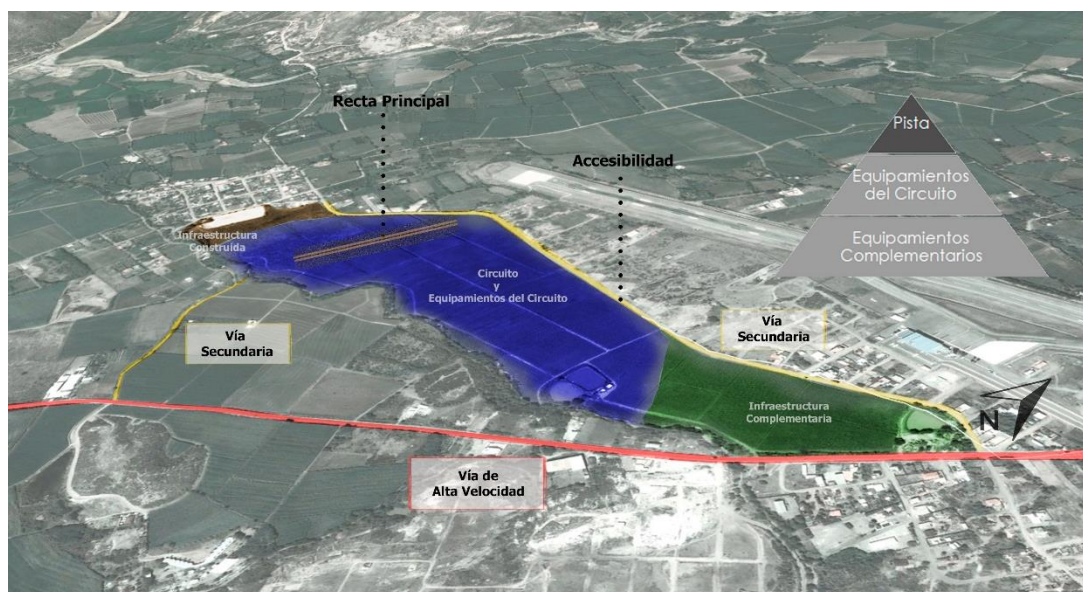 Recta Principal
Accesibilidad
Pista
Equipamientos
del Circuito
Equipamientos
Complementarios
Infraestructura
Construida
Circuito
y
Equipamientos del Circuito
Vía
Secundaria
Vía
Secundaria
Infraestructura
Complementaria
N
Vía de
Alta Velocidad